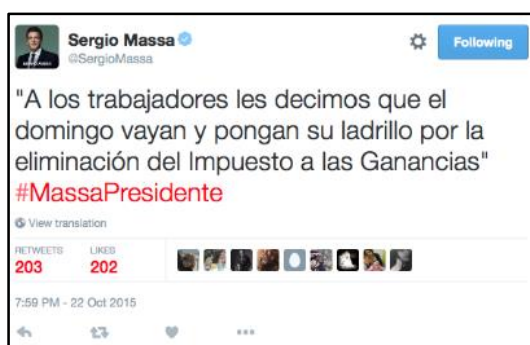 Sergio Massa
@SergioMassa
Following
"A los trabajadores les decimos que el
domingo vayan y pongan su ladrillo por la
eliminación del Impuesto a las Ganancias"
#MassaPresidente
View translation
RETWEETS LIKES
203 202
7:59 PM - 22 Oct 2015